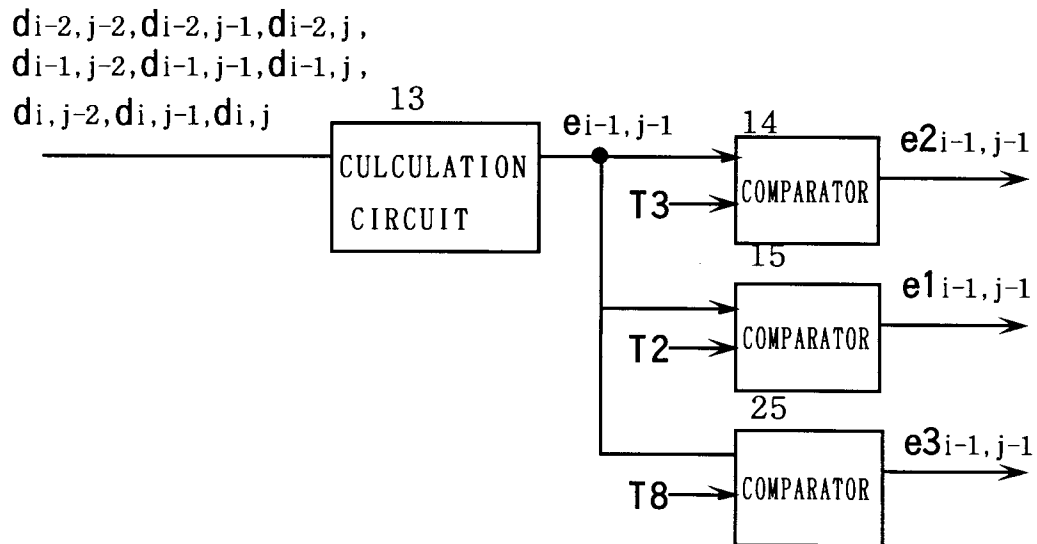 di-2, j-2, di-2, j-1, di-2, j ,
di-1, j-2, di-1, j-1, di-1, j ,
di, j-2, di, j-1, di, j
13
CULCULATION
CIRCUIT
ei-1, j-1
14
COMPARATOR
T3
e2i-1, j-1
15
COMPARATOR
T2
e1i-1, j-1
25
COMPARATOR
T8
e3i-1, j-1